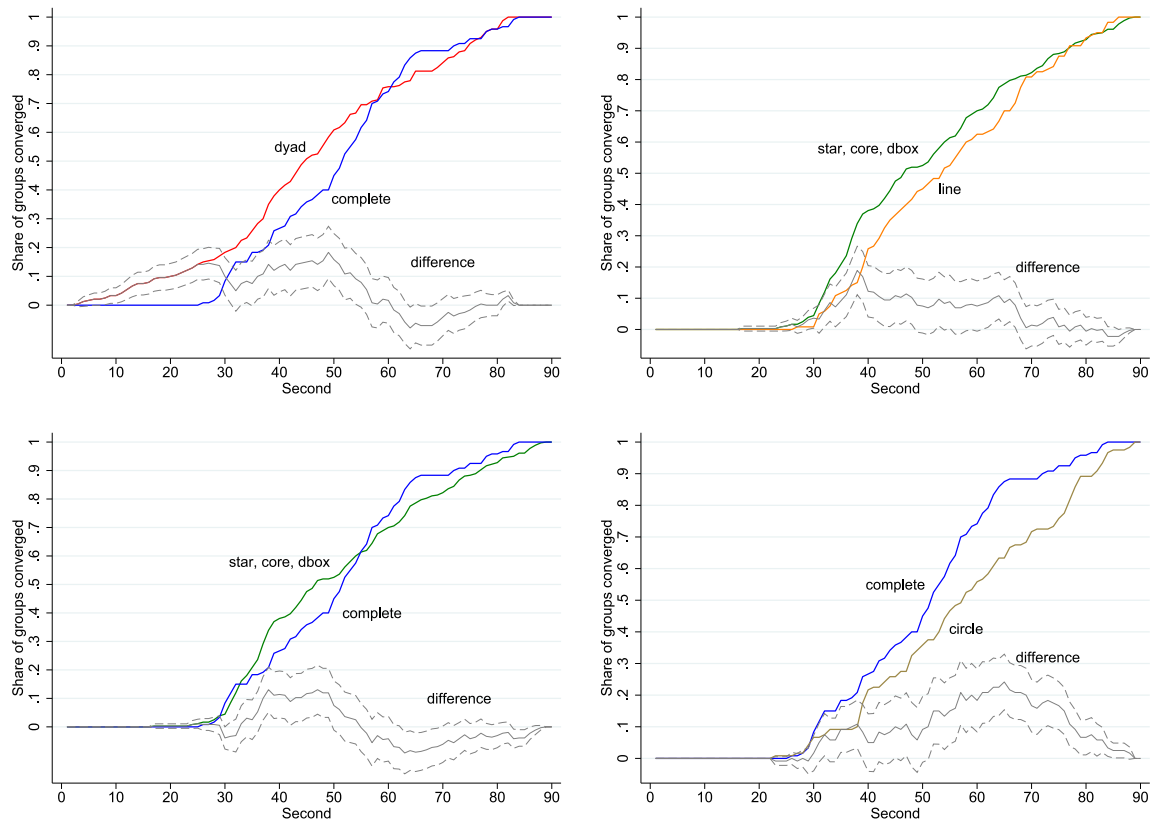 Share of groups converged
1
.9
.8
.7
.6
.5
.4
.3
.2
.1
0
dyad
complete
difference
0 10 20 30 40 50 60 70 80 90
Second
Share of groups converged
1
.9
.8
.7
.6
.5
.4
.3
.2
.1
0
star, core, dbox
line
difference
0 10 20 30 40 50 60 70 80 90
Second
Share of groups converged
1
.9
.8
.7
.6
.5
.4
.3
.2
.1
0
star, core, dbox
complete
difference
0 10 20 30 40 50 60 70 80 90
Second
Share of groups converged
1
.9
.8
.7
.6
.5
.4
.3
.2
.1
0
complete
circle
difference
0 10 20 30 40 50 60 70 80 90
Second